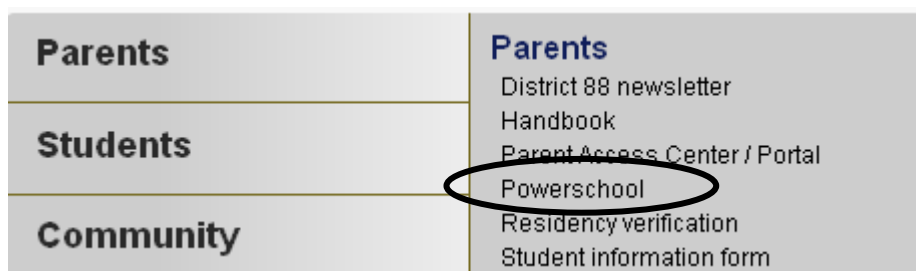 Parents
Students
Community
Parents
District 88 newsletter
Handbook
Parent Access Center / Portal
Powerschool
Residency verification
Student information form